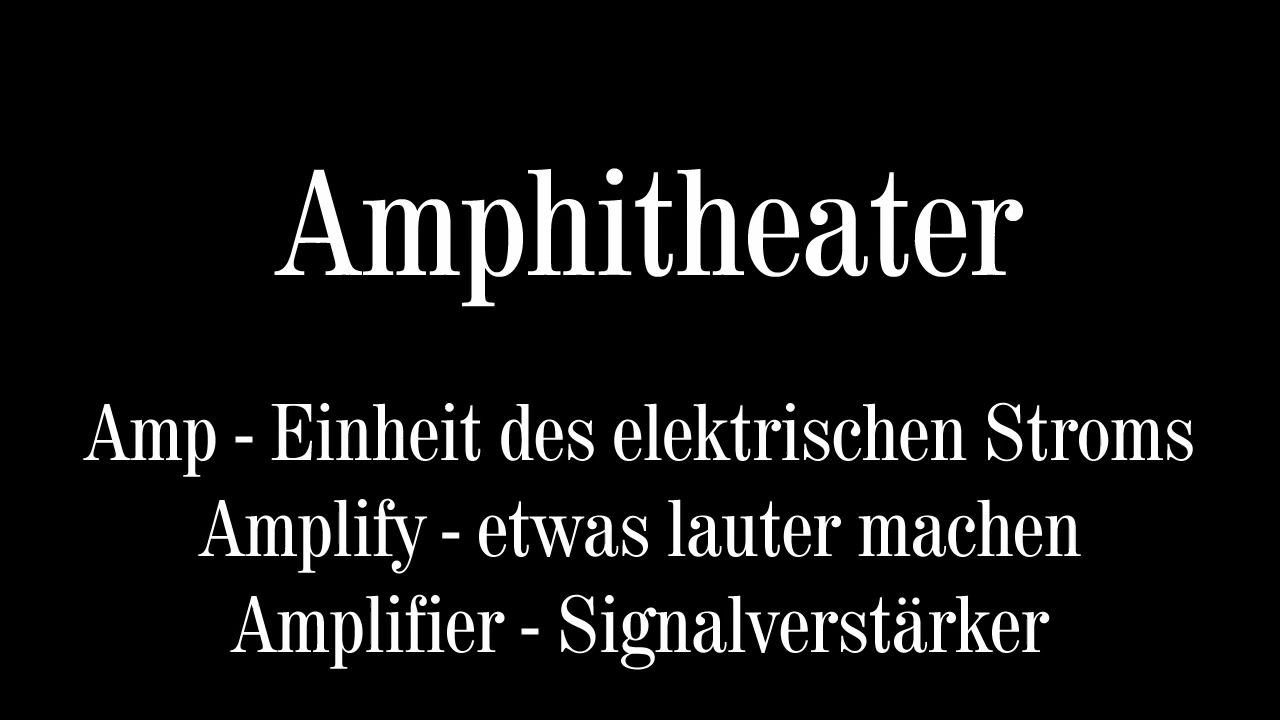 Amphitheater
Amp - Einheit des elektrischen Stroms
Amplify - etwas lauter machen
Amplifier - Signalverstärker